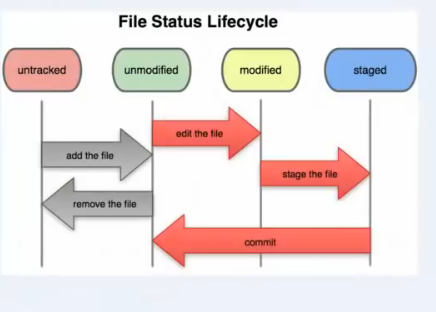 File Status Lifecycle
untracked
unmodified
modified
staged
edit the file
add the file
stage the file
remove the file
commit